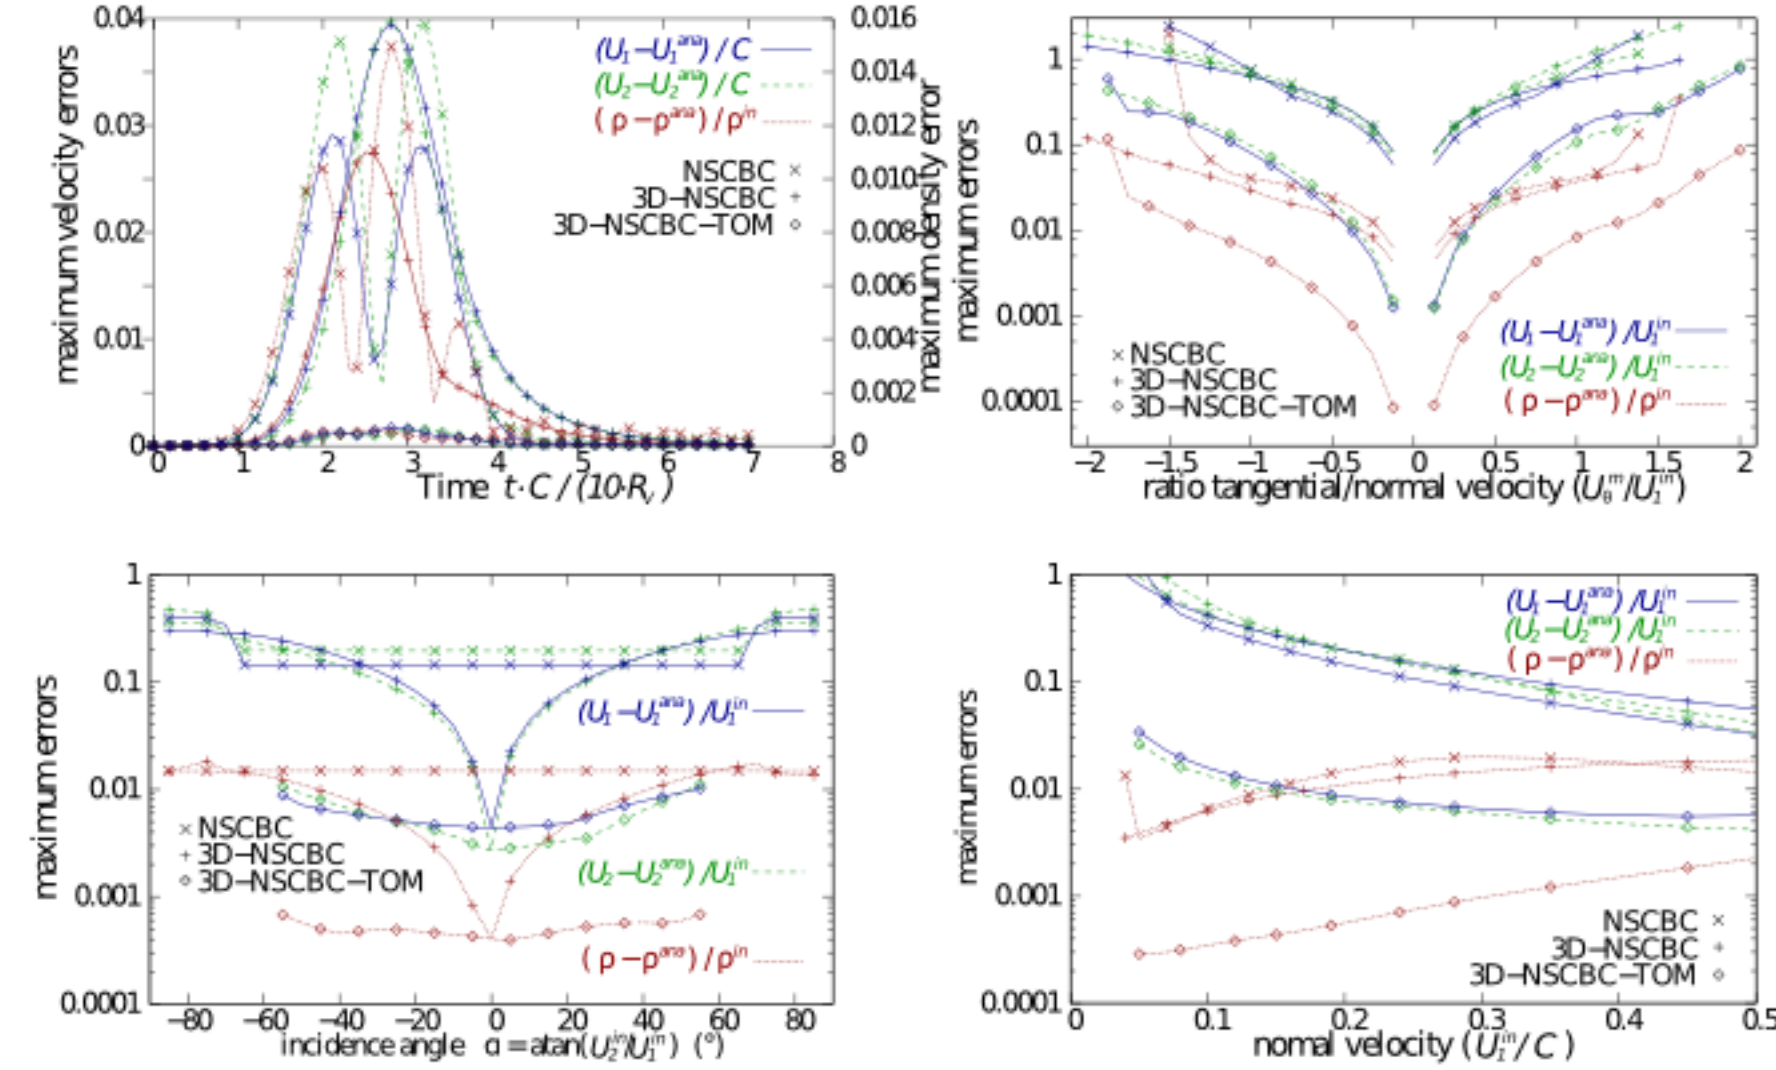 0.04
0.03
0.02
0.01
0
maximum velocity errors
(U₁−U₁ᵃⁿᵃ) / C
(U₂−U₂ᵃⁿᵃ) / C
(ρ−ρᵃⁿᵃ) / ρⁱⁿ
NSCBC
3D−NSCBC
3D−NSCBC−TOM
0.016
0.014
0.012
0.010
0.008
0.006
0.004
0.002
0
maximum density error
0 1 2 3 4 5 6 7 8
Time t·C / (10·Rᵥ)
1
0.1
0.01
0.001
0.0001
maximum errors
(U₁−U₁ᵃⁿᵃ) /U₁ⁱⁿ
(U₂−U₂ᵃⁿᵃ) /U₁ⁱⁿ
(ρ−ρᵃⁿᵃ) / ρⁱⁿ
NSCBC
3D−NSCBC
3D−NSCBC−TOM
−2 −1.5 −1 −0.5 0 0.5 1 1.5 2
ratio tangential/normal velocity (U_θⁱⁿ/U₁ⁱⁿ)
1
0.1
0.01
0.001
0.0001
maximum errors
(U₁−U₁ᵃⁿᵃ) /U₁ⁱⁿ
NSCBC
3D−NSCBC
3D−NSCBC−TOM
(U₂−U₂ᵃⁿᵃ) /U₁ⁱⁿ
(ρ−ρᵃⁿᵃ) / ρⁱⁿ
−80 −60 −40 −20 0 20 40 60 80
incidence angle α = atan(U₂ⁱⁿ/U₁ⁱⁿ) (°)
1
0.1
0.01
0.001
0.0001
maximum errors
(U₁−U₁ᵃⁿᵃ) /U₁ⁱⁿ
(U₂−U₂ᵃⁿᵃ) /U₁ⁱⁿ
(ρ−ρᵃⁿᵃ) / ρⁱⁿ
NSCBC
3D−NSCBC
3D−NSCBC−TOM
0 0.1 0.2 0.3 0.4 0.5
nomal velocity (U₁ⁱⁿ/ C )